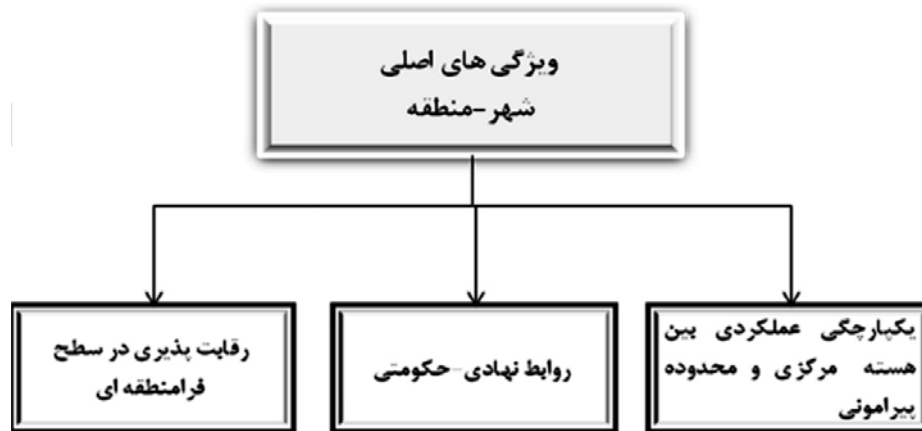 ویژگی های اصلی
شهر-منطقه
یکپارچگی عملکردی بین
هسته مرکزی و محدوده
پیرامونی
روابط نهادی-حکومتی
رقابت پذیری در سطح
فرامنطقه ای